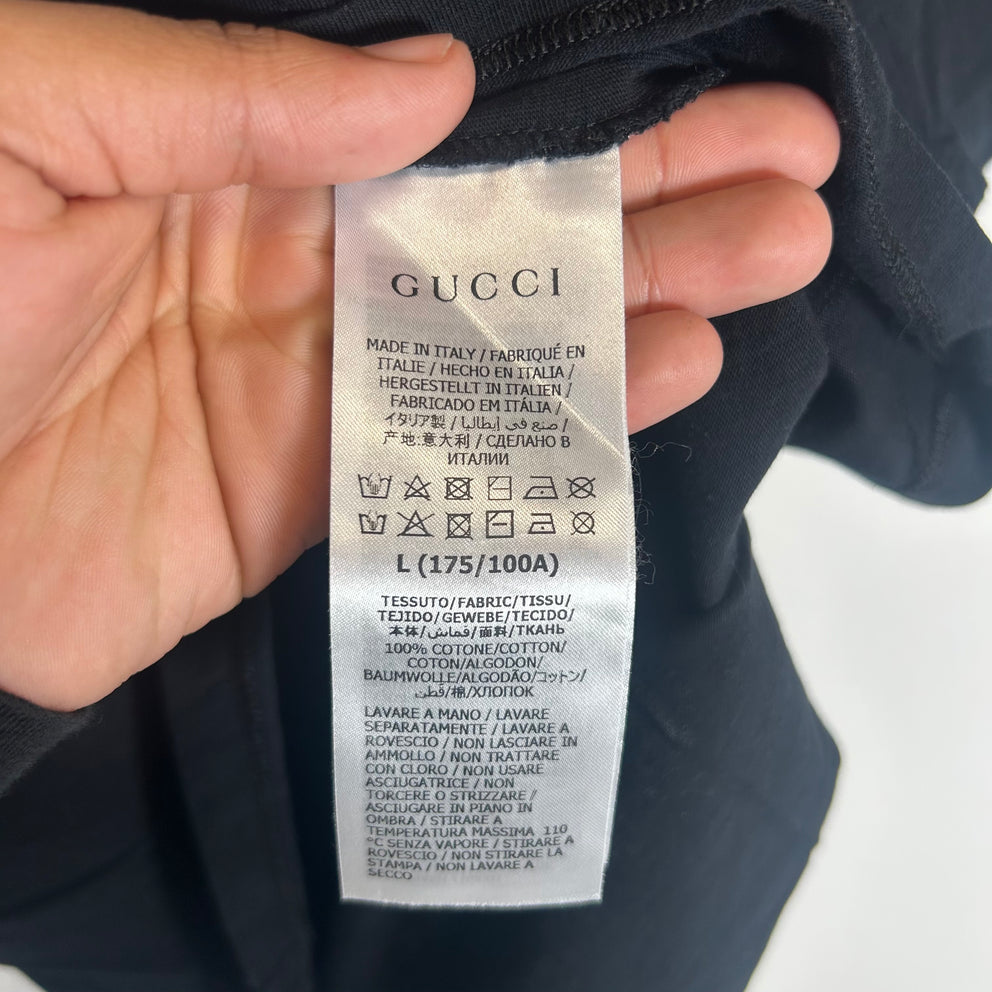 GUCCI
MADE IN ITALY / FABRIQUÉ EN
ITALIE / HECHO EN ITALIA /
HERGESTELLT IN ITALIEN /
FABRICADO EM ITÁLIA /
イタリア製 / صنع في إيطاليا /
产地:意大利 / СДЕЛАНО В
ИТАЛИИ
L (175/100A)
TESSUTO/FABRIC/TISSU/
TEJIDO/GEWEBE/TECIDO/
本体/قماش/面料/ТКАНЬ
100% COTONE/COTTON/
COTON/ALGODON/
BAUMWOLLE/ALGODÃO/コットン/
قطن/棉/ХЛОПОК
LAVARE A MANO / LAVARE
SEPARATAMENTE / LAVARE A
ROVESCIO / NON LASCIARE IN
AMMOLLO / NON TRATTARE
CON CLORO / NON USARE
ASCIUGATRICE / NON
TORCERE O STRIZZARE /
ASCIUGARE IN PIANO IN
OMBRA / STIRARE A
TEMPERATURA MASSIMA 110
°C SENZA VAPORE / STIRARE A
ROVESCIO / NON STIRARE LA
STAMPA / NON LAVARE A
SECCO